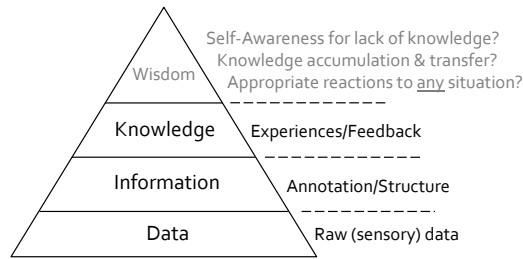 Self-Awareness for lack of knowledge?
Knowledge accumulation & transfer?
Wisdom
Appropriate reactions to any situation?
Knowledge
Experiences/Feedback
Information
Annotation/Structure
Data
Raw (sensory) data